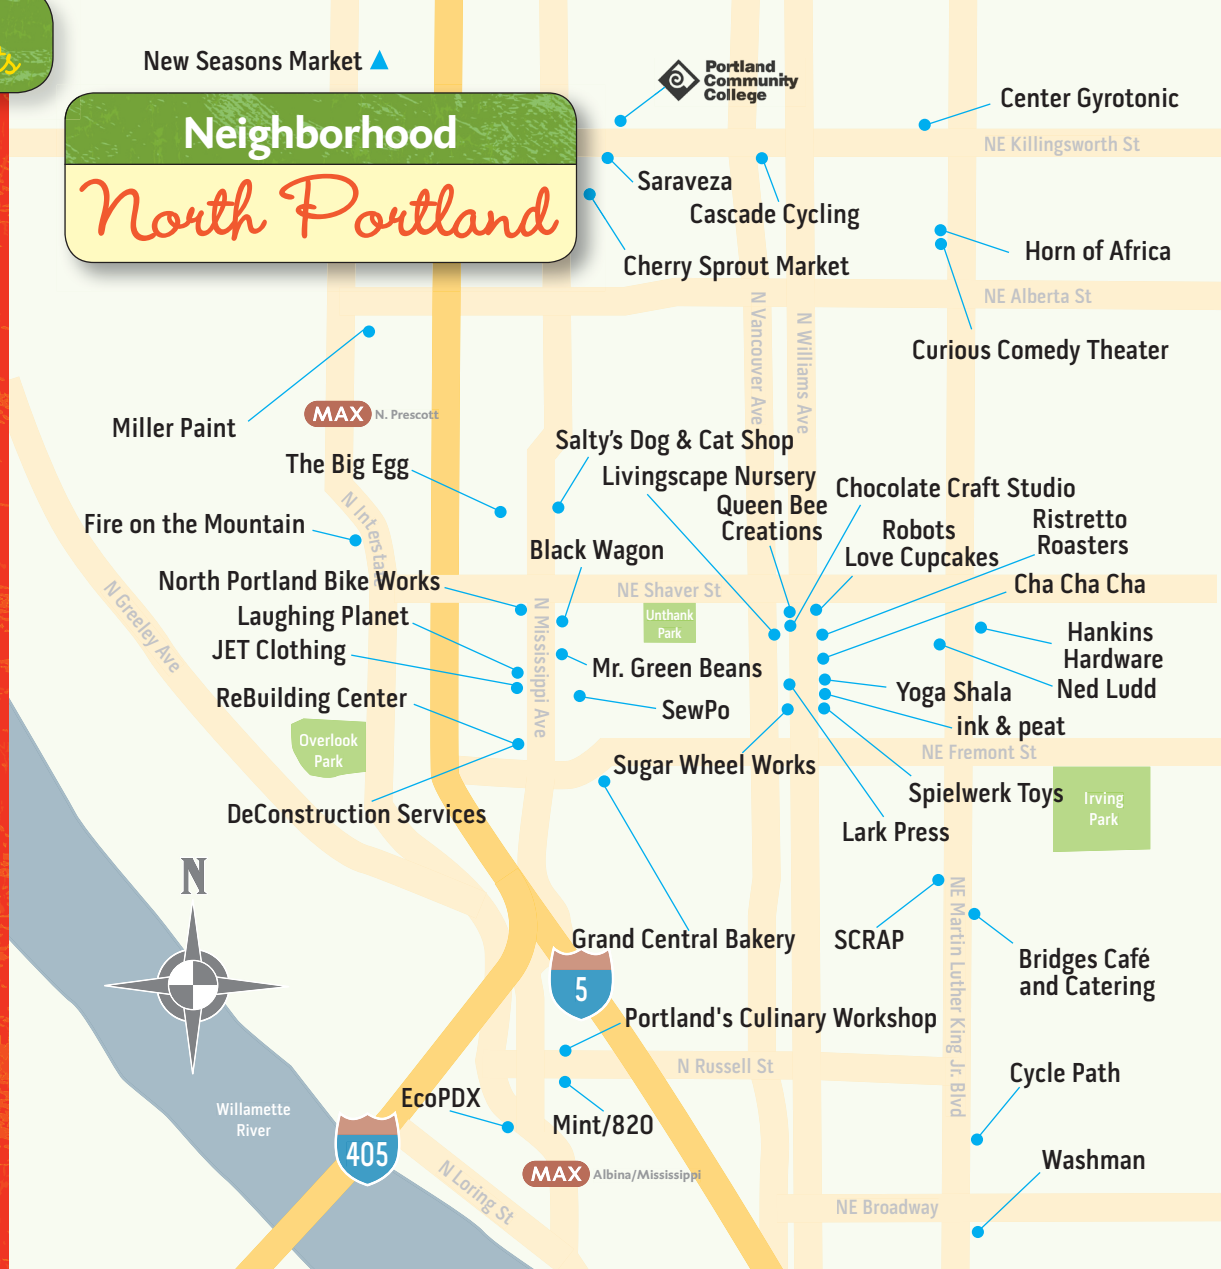 New Seasons Market
Portland
Community
College
Center Gyrotonic
Neighborhood
North Portland
NE Killingsworth St
Saraveza
Cascade Cycling
Horn of Africa
Cherry Sprout Market
NE Alberta St
N Vancouver Ave
N Williams Ave
Curious Comedy Theater
MAX N. Prescott
Miller Paint
Salty's Dog & Cat Shop
The Big Egg
Livingscape Nursery
Chocolate Craft Studio
Queen Bee
Creations
Ristretto
Roasters
Fire on the Mountain
N Interstate
Robots
Love Cupcakes
Black Wagon
North Portland Bike Works
NE Shaver St
Cha Cha Cha
N Greeley Ave
Laughing Planet
N Mississippi Ave
Unthank
Park
Hankins
Hardware
JET Clothing
Mr. Green Beans
Ned Ludd
ReBuilding Center
SewPo
Yoga Shala
ink & peat
Overlook
Park
NE Fremont St
Sugar Wheel Works
Spielwerk Toys
Irving
Park
DeConstruction Services
Lark Press
N
NE Martin Luther King Jr. Blvd
Grand Central Bakery
SCRAP
Bridges Café
and Catering
5
Portland's Culinary Workshop
N Russell St
Cycle Path
EcoPDX
Willamette
River
Mint/820
405
MAX Albina/Mississippi
Washman
N Loring St
NE Broadway